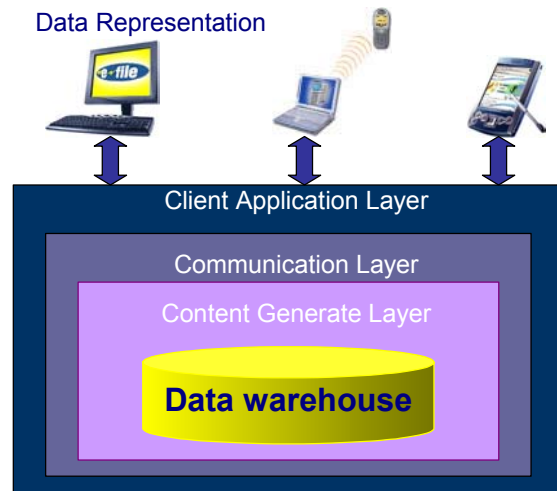 Data Representation
e-file
Client Application Layer
Communication Layer
Content Generate Layer
Data warehouse